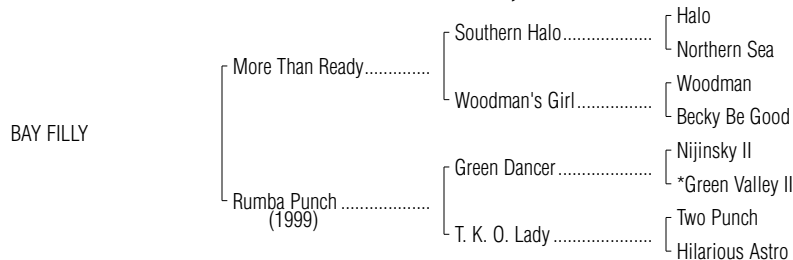 Halo
Southern Halo....................
Northern Sea
More Than Ready..............
Woodman
Woodman's Girl.................
Becky Be Good
BAY FILLY
Nijinsky II
Green Dancer .....................
*Green Valley II
Rumba Punch ....................
(1999)
Two Punch
T. K. O. Lady ......................
Hilarious Astro